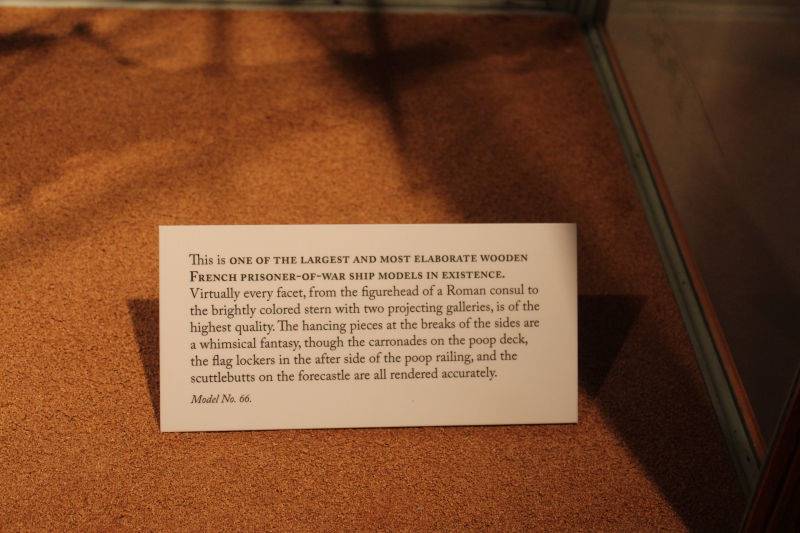 This is ONE OF THE LARGEST AND MOST ELABORATE WOODEN
FRENCH PRISONER-OF-WAR SHIP MODELS IN EXISTENCE.
Virtually every facet, from the figurehead of a Roman consul to
the brightly colored stern with two projecting galleries, is of the
highest quality. The hancing pieces at the breaks of the sides are
a whimsical fantasy, though the carronades on the poop deck,
the flag lockers in the after side of the poop railing, and the
scuttlebutts on the forecastle are all rendered accurately.
Model No. 66.